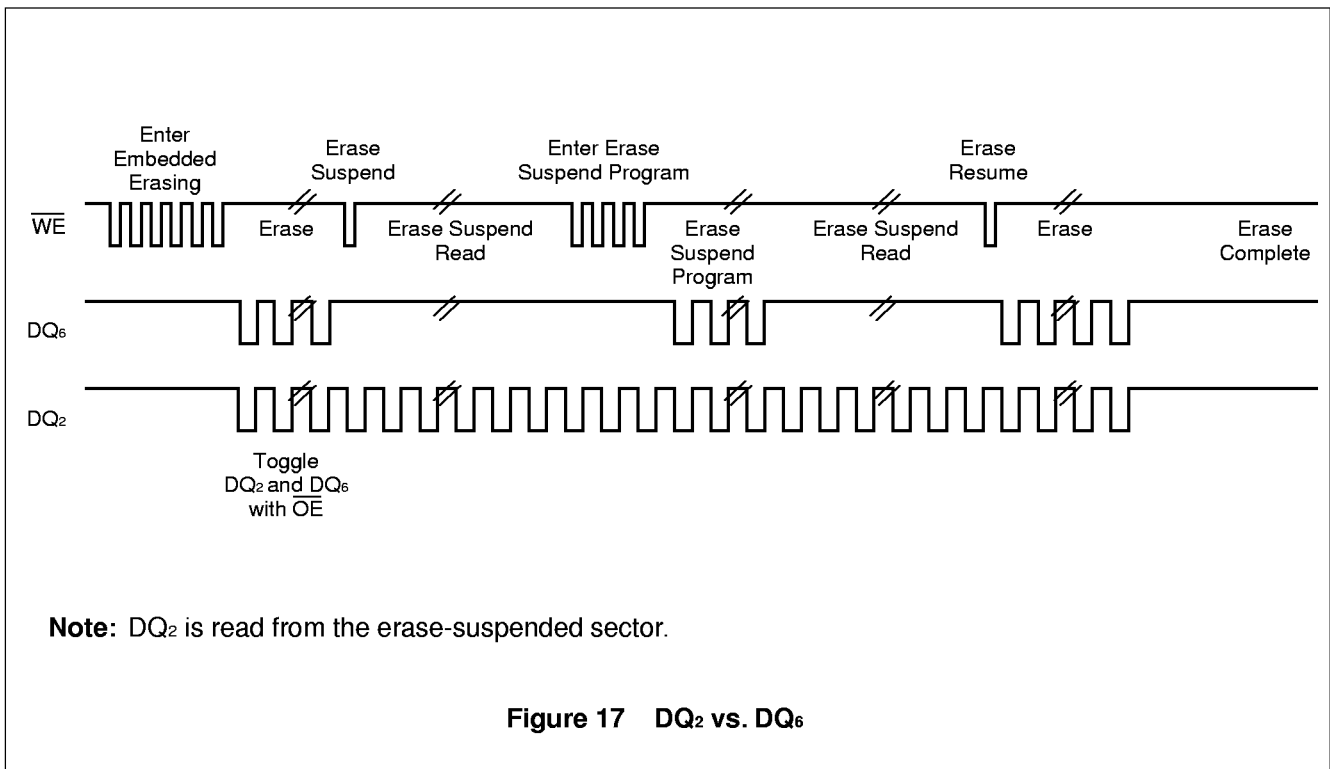 Enter
Embedded
Erasing
Erase
Suspend
Enter Erase
Suspend Program
Erase
Resume
W̅E̅
Erase
Erase Suspend
Read
Erase
Suspend
Program
Erase Suspend
Read
Erase
Erase
Complete
DQ₆
DQ₂
Toggle
DQ₂ and DQ₆
with O̅E̅
Note: DQ₂ is read from the erase-suspended sector.
Figure 17 DQ₂ vs. DQ₆